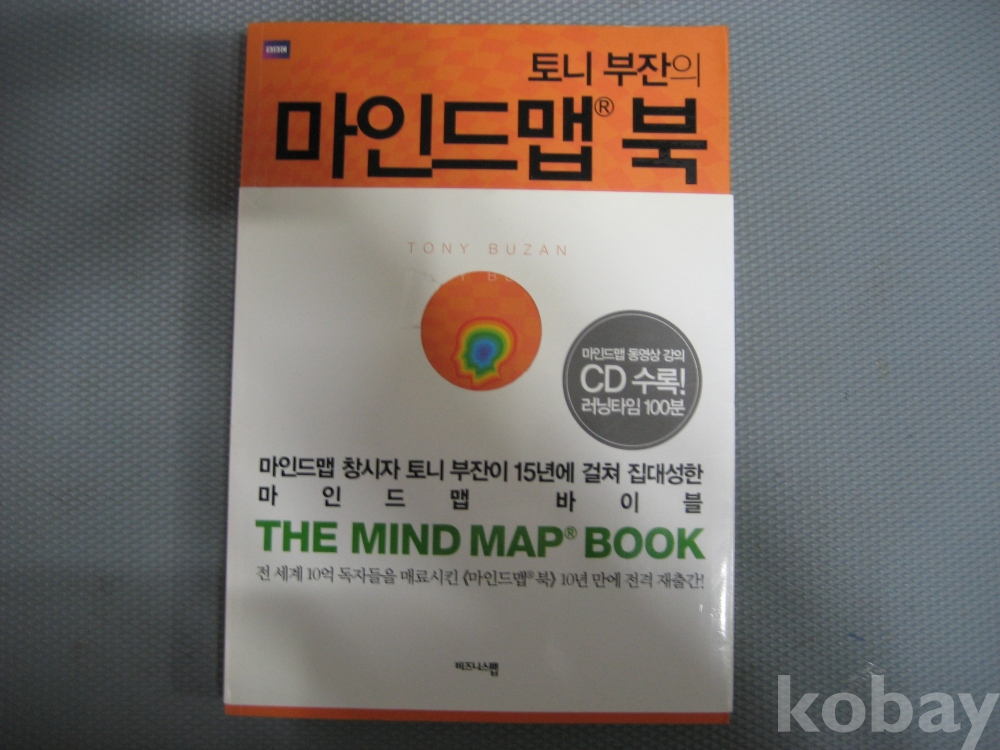 BBC
토니 부잔의
마인드맵® 북
TONY BUZAN
마인드맵 동영상 강의
CD 수록!
러닝타임 100분
마인드맵 창시자 토니 부잔이 15년에 걸쳐 집대성한
마인드맵 바이블
THE MIND MAP® BOOK
전 세계 10억 독자들을 매료시킨 《마인드맵® 북》 10년 만에 전격 재출간!
비즈니스맵
kobay